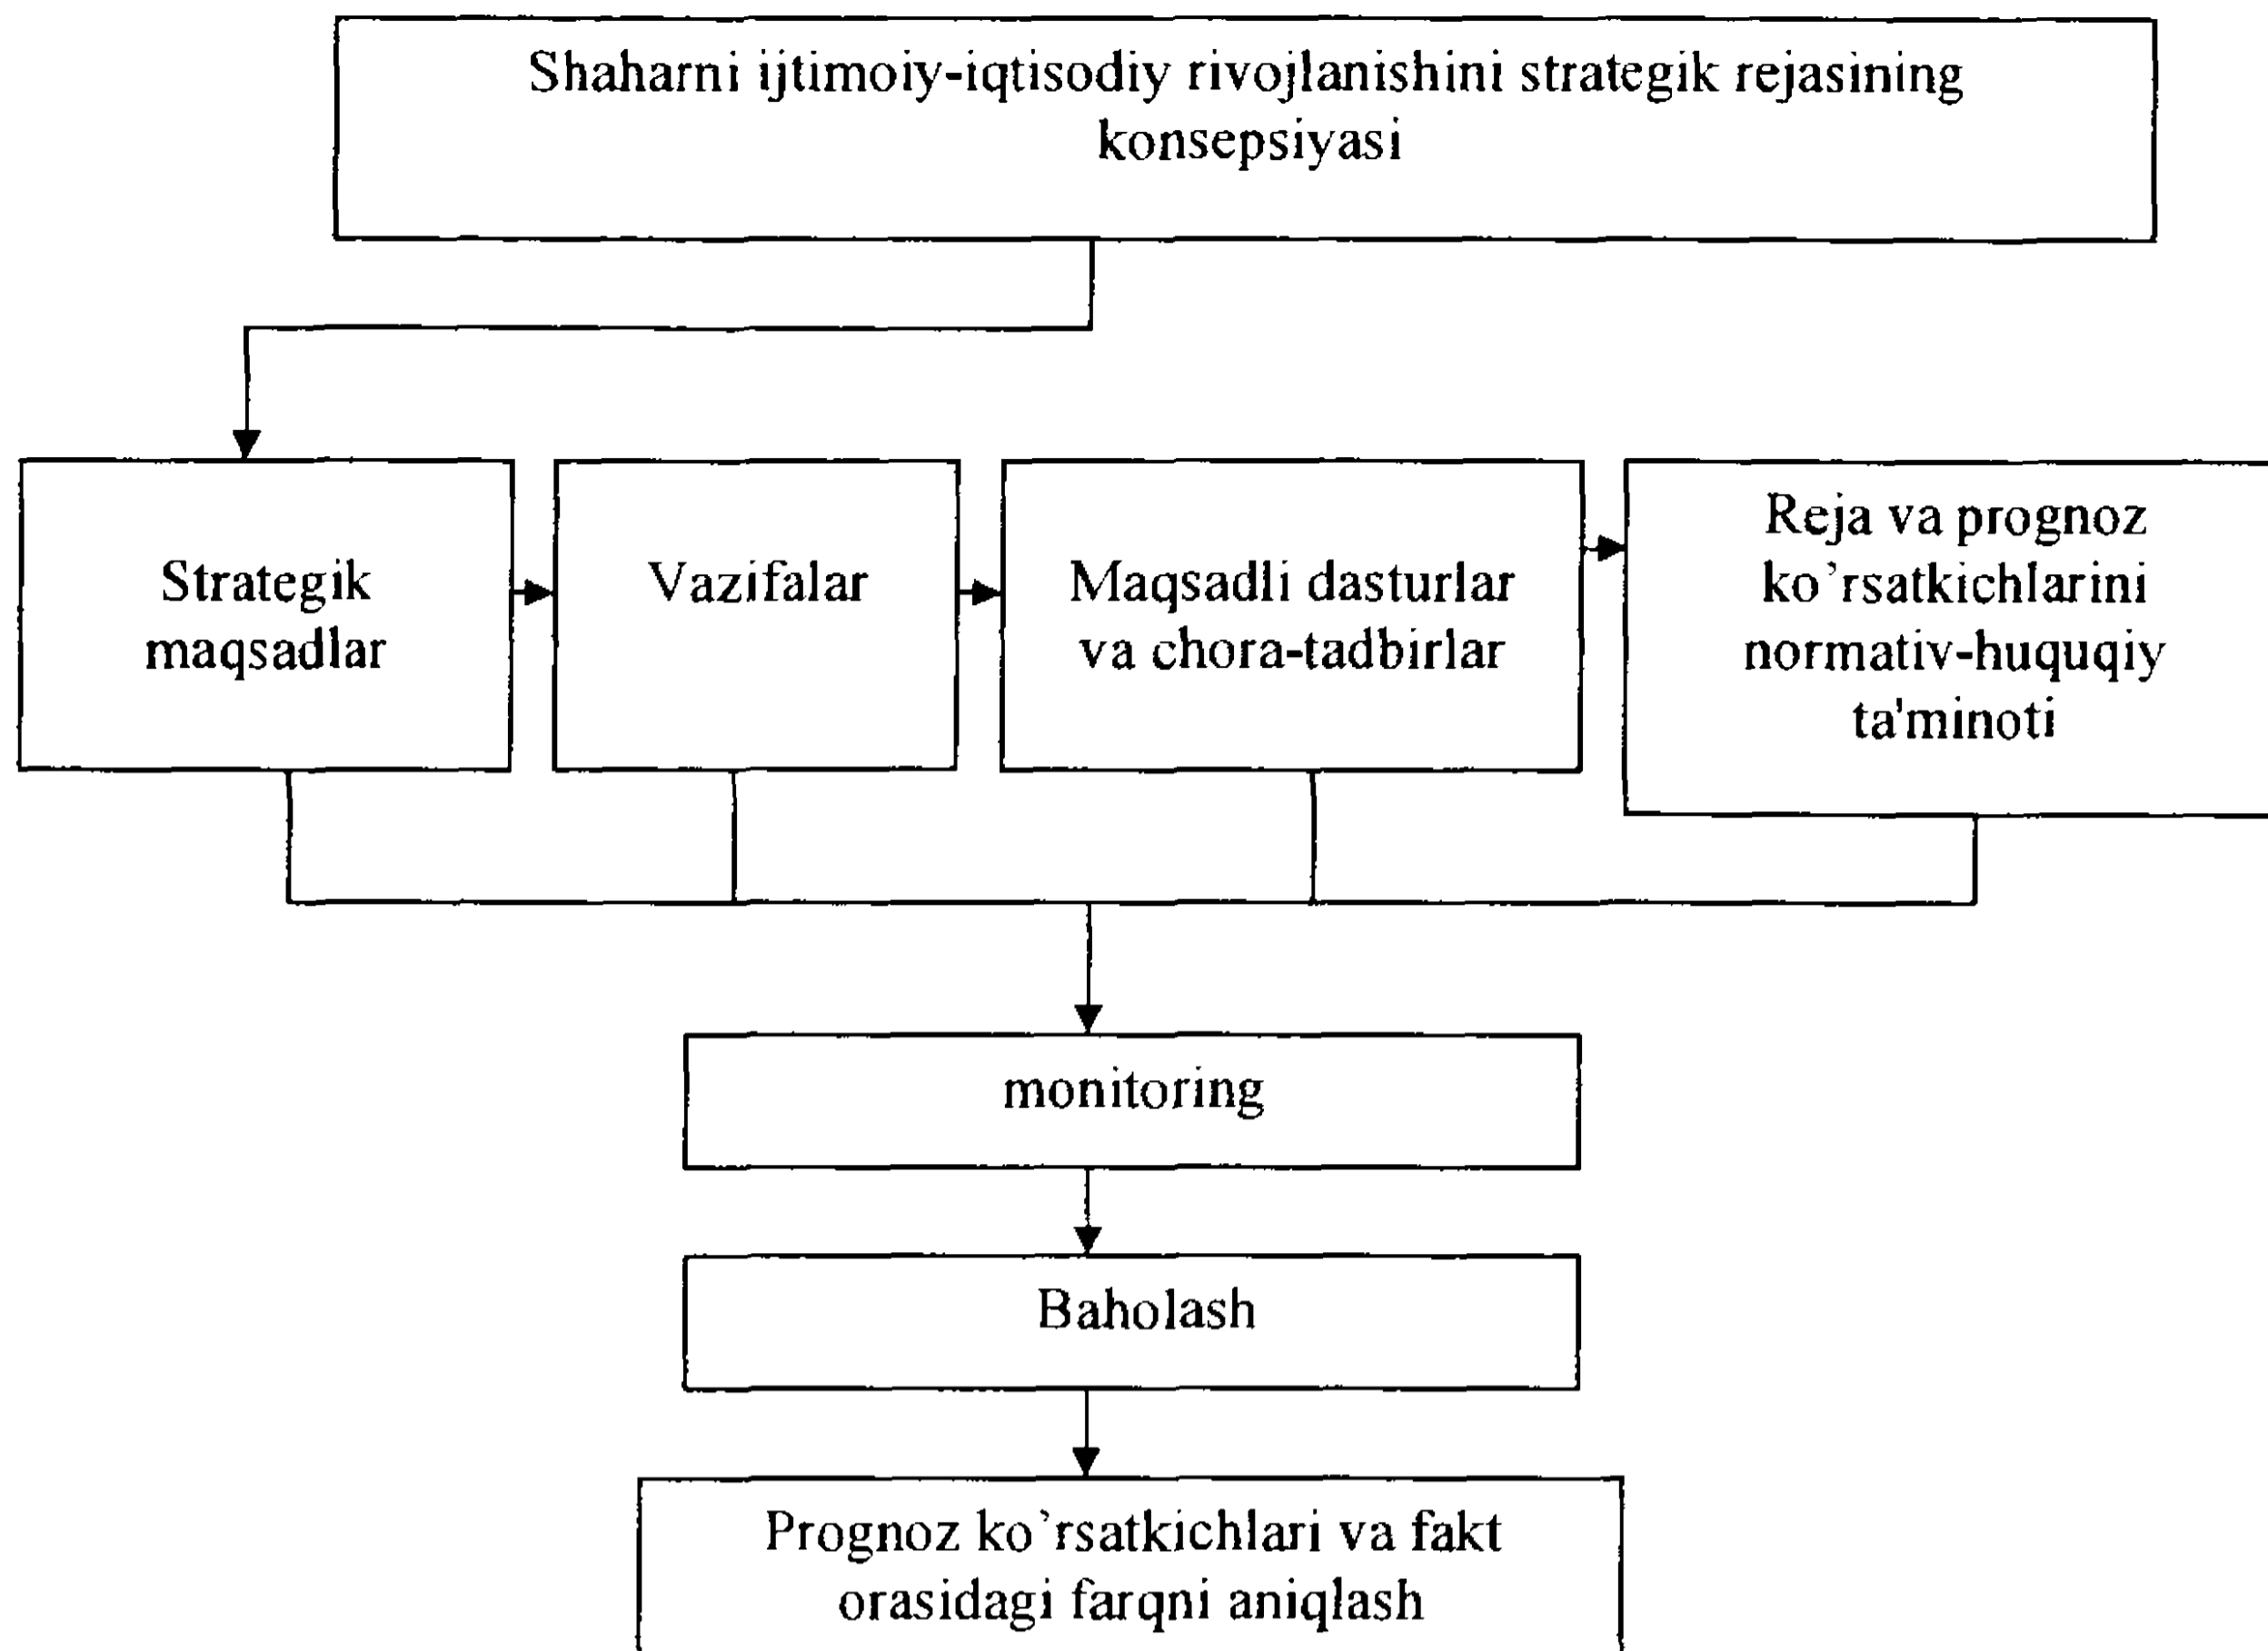 Shaharni ijtimoiy-iqtisodiy rivojlanishini strategik rejasining
konsepsiyasi
Strategik
maqsadlar
Vazifalar
Maqsadli dasturlar
va chora-tadbirlar
Reja va prognoz
ko’rsatkichlarini
normativ-huquqiy
ta'minoti
monitoring
Baholash
Prognoz ko’rsatkichlari va fakt
orasidagi farqni aniqlash